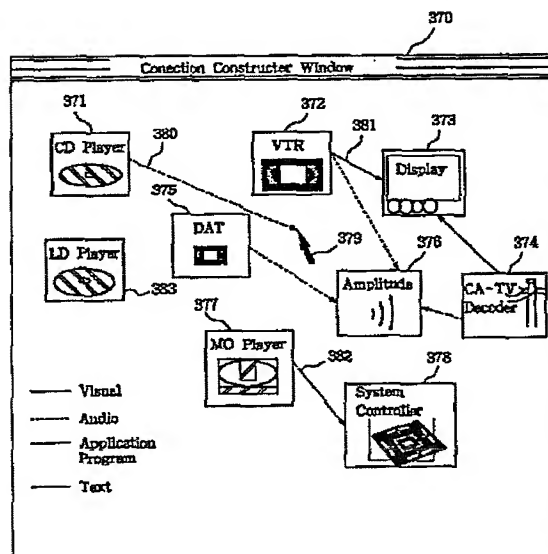 370
Conection Constructer Window
371
380
372
381
373
CD Player
VTR
Display
375
DAT
379
376
374
LD Player
383
Amplitude
CA-TV
Decoder
377
MO Player
382
378
System
Controller
Visual
Audio
Application
Program
Text